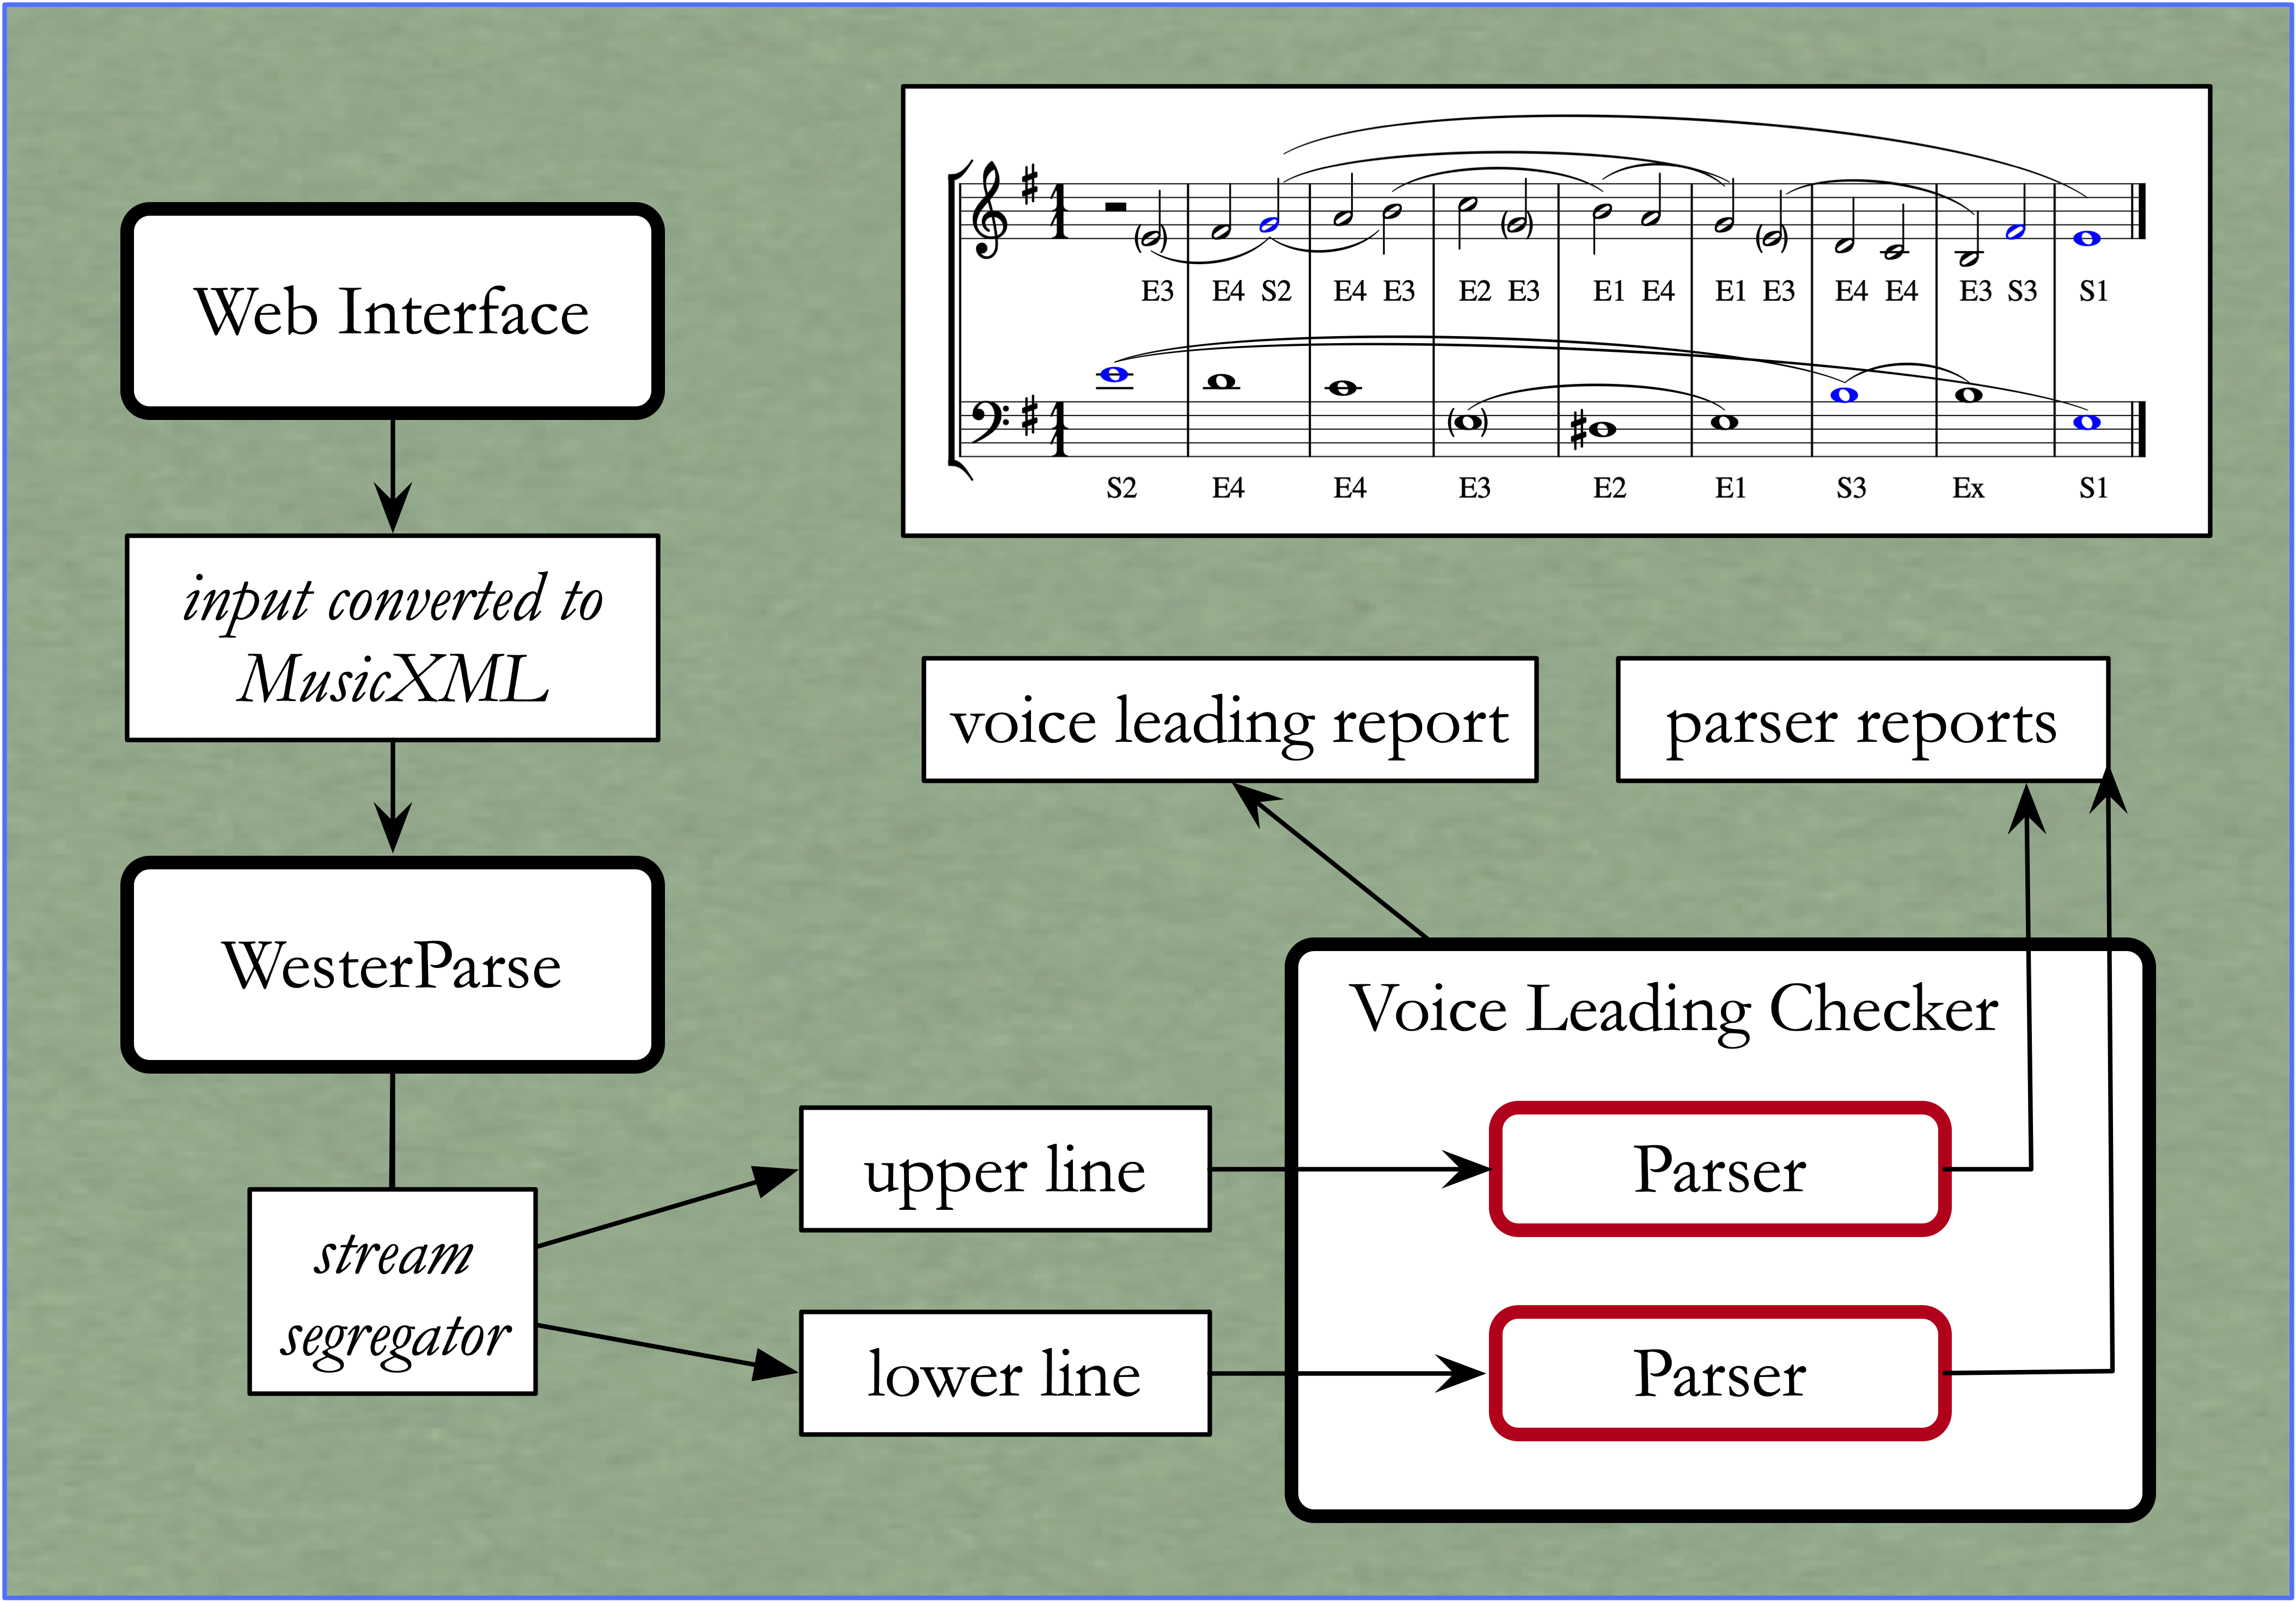 E3 E4 S2 E4 E3 E2 E3 E1 E4 E1 E3 E4 E4 E3 S3 S1
S2 E4 E4 E3 E2 E1 S3 Ex S1
Web Interface
input converted to
MusicXML
WesterParse
stream
segregator
voice leading report
parser reports
Voice Leading Checker
upper line
Parser
lower line
Parser